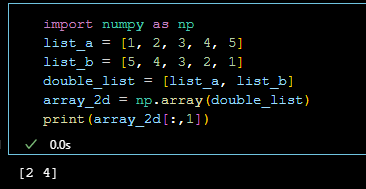 import numpy as np
list_a = [1, 2, 3, 4, 5]
list_b = [5, 4, 3, 2, 1]
double_list = [list_a, list_b]
array_2d = np.array(double_list)
print(array_2d[:,1])
0.0s
[2 4]